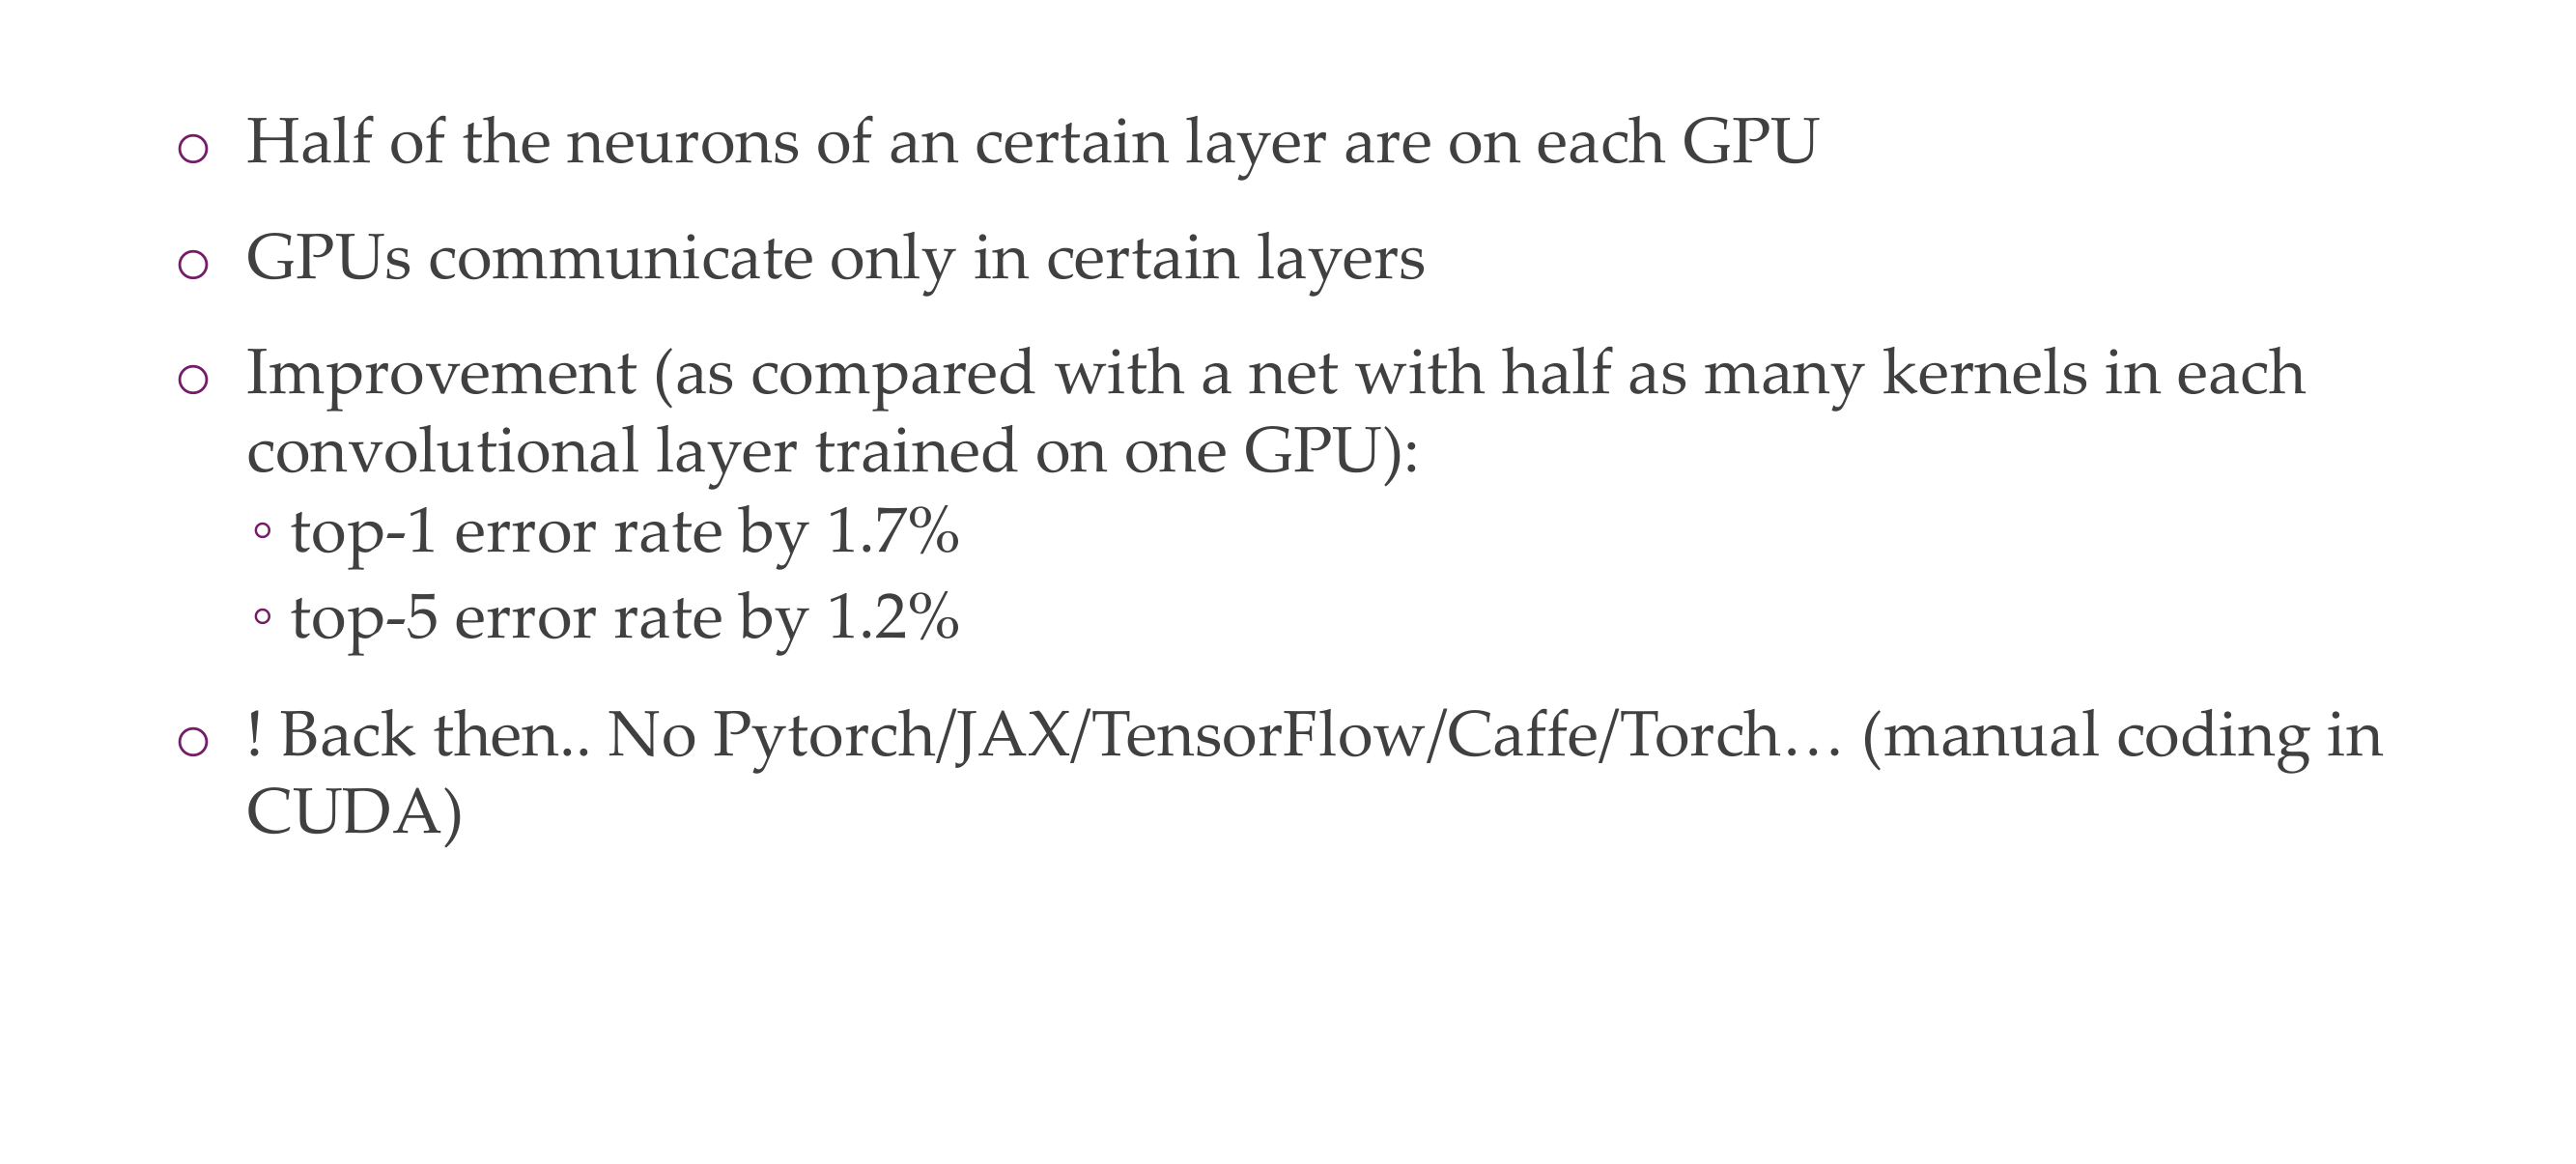 Half of the neurons of an certain layer are on each GPU
GPUs communicate only in certain layers
Improvement (as compared with a net with half as many kernels in each
convolutional layer trained on one GPU):
top-1 error rate by 1.7%
top-5 error rate by 1.2%
! Back then.. No Pytorch/JAX/TensorFlow/Caffe/Torch… (manual coding in
CUDA)